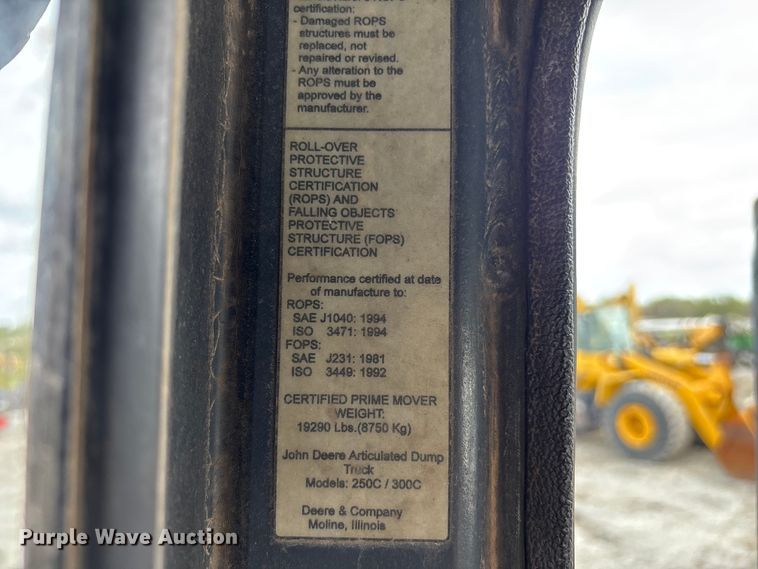 certification:
- Damaged ROPS
structures must be
replaced, not
repaired or revised.
- Any alteration to the
ROPS must be
approved by the
manufacturer.
ROLL-OVER
PROTECTIVE
STRUCTURE
CERTIFICATION
(ROPS) AND
FALLING OBJECTS
PROTECTIVE
STRUCTURE (FOPS)
CERTIFICATION
Performance certified at date
of manufacture to:
ROPS:
SAE J1040: 1994
ISO 3471: 1994
FOPS:
SAE J231: 1981
ISO 3449: 1992
CERTIFIED PRIME MOVER
WEIGHT:
19290 Lbs.(8750 Kg)
John Deere Articulated Dump
Truck
Models: 250C / 300C
Deere & Company
Moline, Illinois
Purple Wave Auction